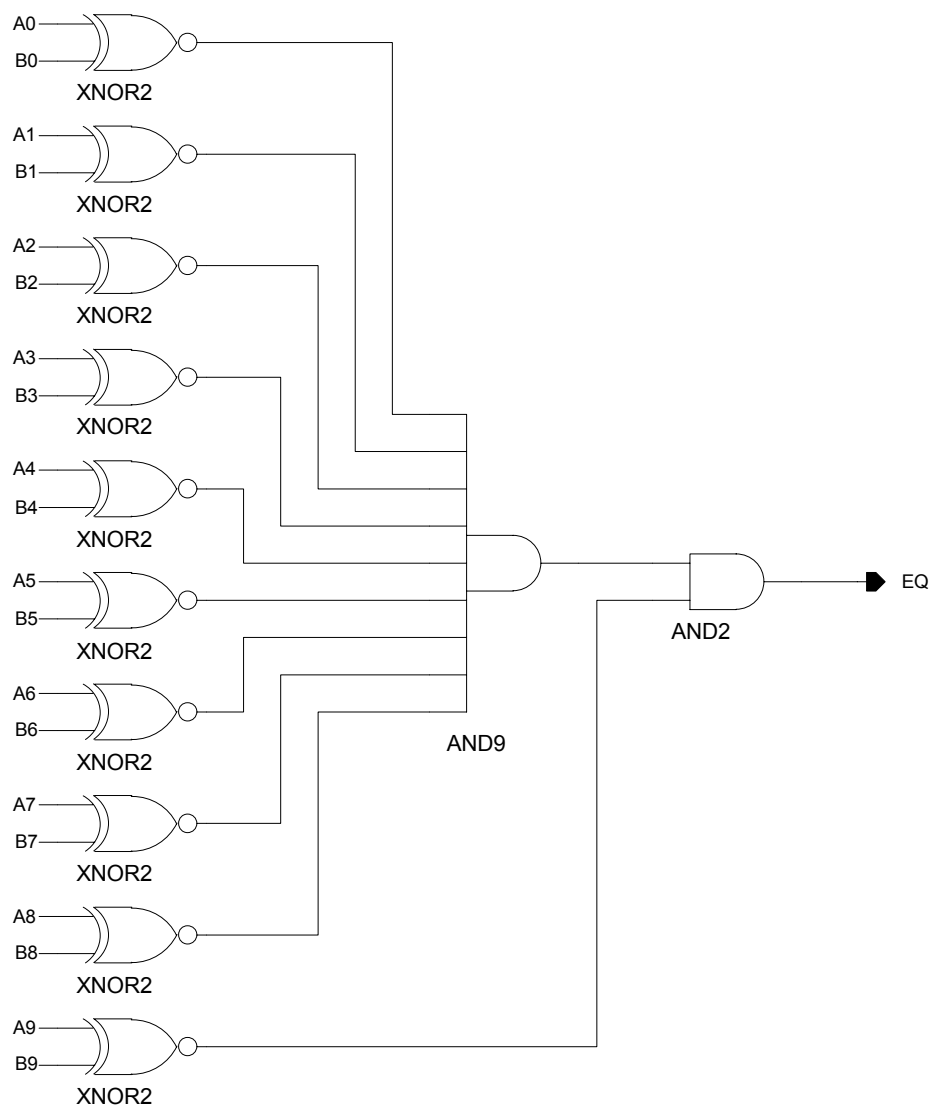 A0
B0
XNOR2
A1
B1
XNOR2
A2
B2
XNOR2
A3
B3
XNOR2
A4
B4
XNOR2
A5
B5
XNOR2
A6
B6
XNOR2
A7
B7
XNOR2
A8
B8
XNOR2
A9
B9
XNOR2
AND9
AND2
EQ